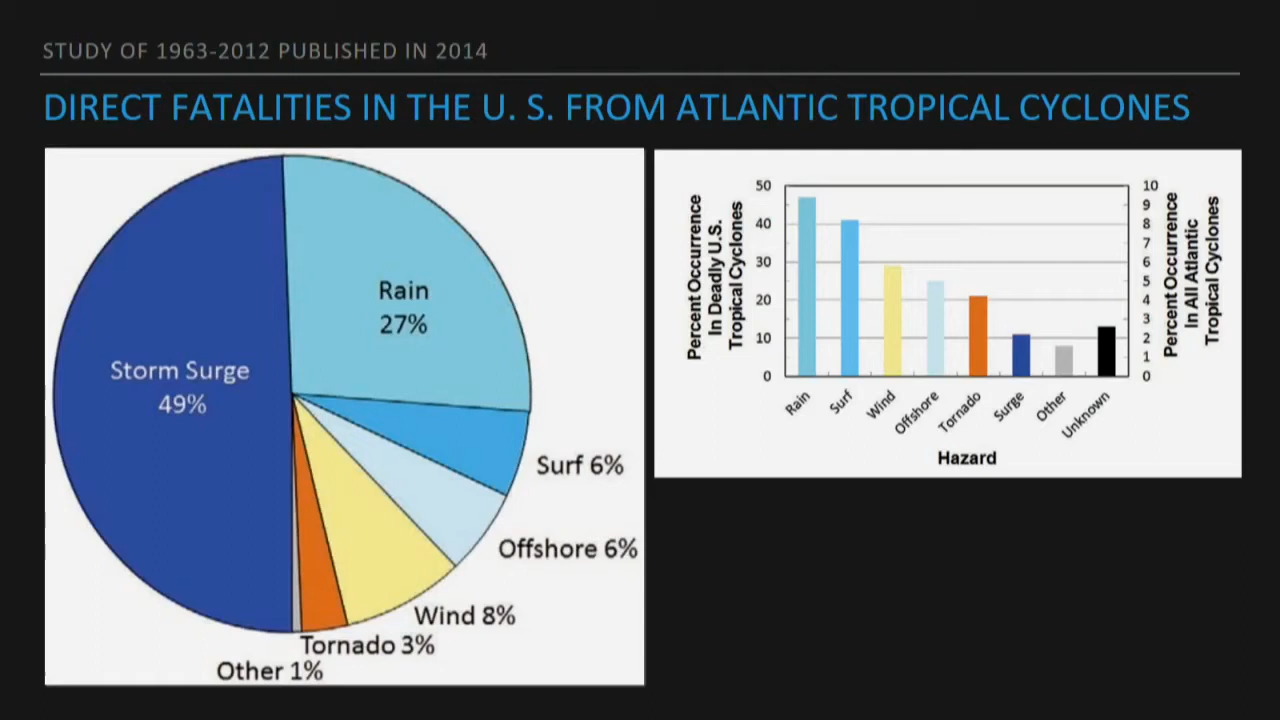 STUDY OF 1963-2012 PUBLISHED IN 2014
DIRECT FATALITIES IN THE U. S. FROM ATLANTIC TROPICAL CYCLONES
Rain
27%
Storm Surge
49%
Surf 6%
Offshore 6%
Wind 8%
Tornado 3%
Other 1%
Percent Occurrence
In Deadly U.S.
Tropical Cyclones
50
40
30
20
10
0
10
9
8
7
6
5
4
3
2
1
0
Percent Occurrence
In All Atlantic
Tropical Cyclones
Rain
Surf
Wind
Offshore
Tornado
Surge
Other
Unknown
Hazard